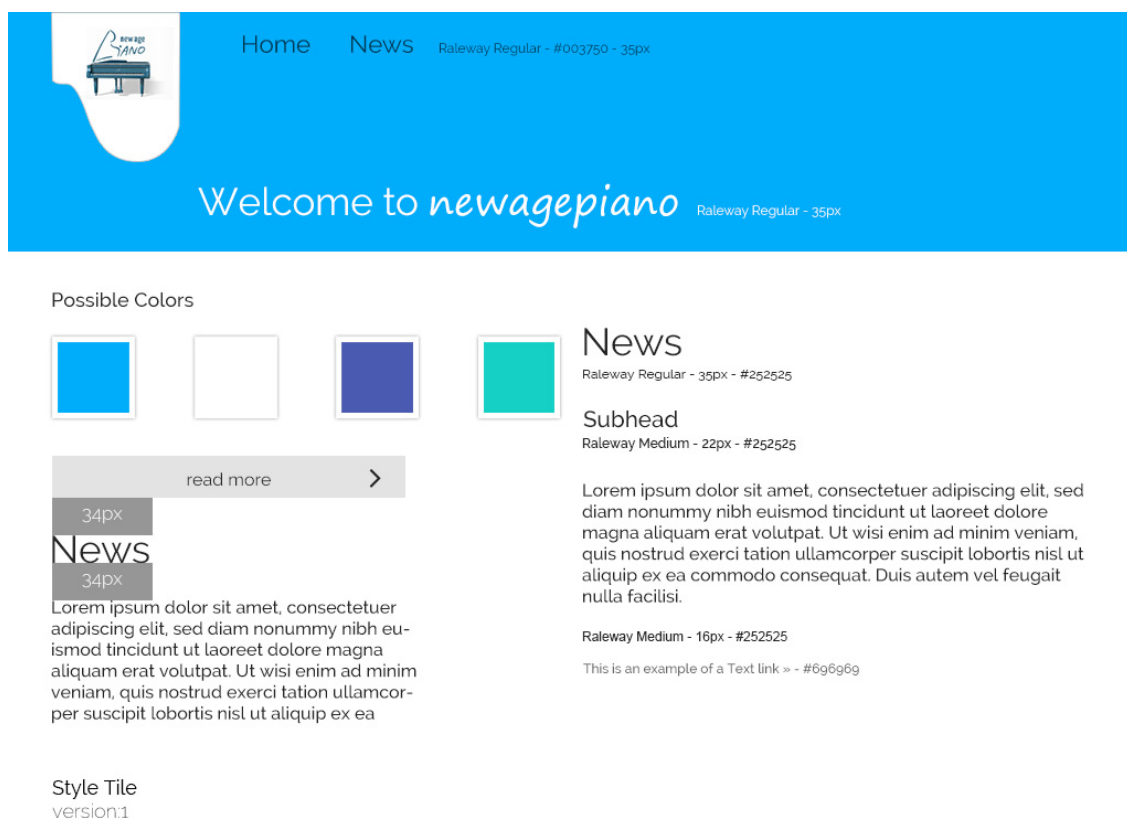 new age
PIANO
Home News Raleway Regular - #003750 - 35px
Welcome to newagepiano Raleway Regular - 35px
Possible Colors
read more
34px
News
34px
Lorem ipsum dolor sit amet, consectetuer
adipiscing elit, sed diam nonummy nibh eu-
ismod tincidunt ut laoreet dolore magna
aliquam erat volutpat. Ut wisi enim ad minim
veniam, quis nostrud exerci tation ullamcor-
per suscipit lobortis nisl ut aliquip ex ea
News
Raleway Regular - 35px - #252525
Subhead
Raleway Medium - 22px - #252525
Lorem ipsum dolor sit amet, consectetuer adipiscing elit, sed
diam nonummy nibh euismod tincidunt ut laoreet dolore
magna aliquam erat volutpat. Ut wisi enim ad minim veniam,
quis nostrud exerci tation ullamcorper suscipit lobortis nisl ut
aliquip ex ea commodo consequat. Duis autem vel feugait
nulla facilisi.
Raleway Medium - 16px - #252525
This is an example of a Text link » - #696969
Style Tile
version:1